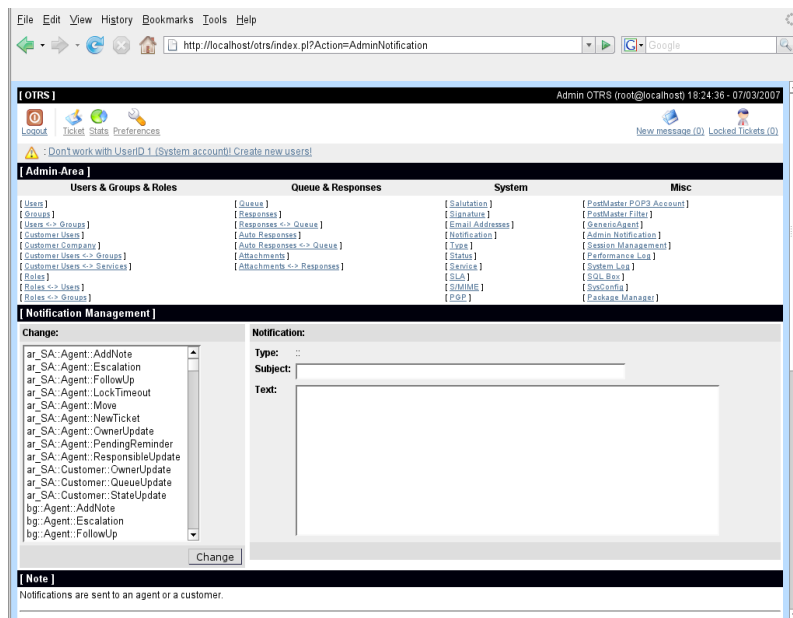 File Edit View History Bookmarks Tools Help
http://localhost/otrs/index.pl?Action=AdminNotification
G Google
[ OTRS ] Admin OTRS (root@localhost) 18:24:36 - 07/03/2007
Logout Ticket Stats Preferences New message (0) Locked Tickets (0)
: Don't work with UserID 1 (System account)! Create new users!
[ Admin-Area ]
Users & Groups & Roles Queue & Responses System Misc
[ Users ] [ Queue ] [ Salutation ] [ PostMaster POP3 Account ]
[ Groups ] [ Responses ] [ Signature ] [ PostMaster Filter ]
[ Users <-> Groups ] [ Responses <-> Queue ] [ Email Addresses ] [ GenericAgent ]
[ Customer Users ] [ Auto Responses ] [ Notification ] [ Admin Notification ]
[ Customer Company ] [ Auto Responses <-> Queue ] [ Type ] [ Session Management ]
[ Customer Users <-> Groups ] [ Attachments ] [ Status ] [ Performance Log ]
[ Customer Users <-> Services ] [ Attachments <-> Responses ] [ Service ] [ System Log ]
[ Roles ] [ SLA ] [ SQL Box ]
[ Roles <-> Users ] [ S/MIME ] [ SysConfig ]
[ Roles <-> Groups ] [ PGP ] [ Package Manager ]
[ Notification Management ]
Change: Notification:
Type: ::
Subject:
Text:
ar_SA::Agent::AddNote
ar_SA::Agent::Escalation
ar_SA::Agent::FollowUp
ar_SA::Agent::LockTimeout
ar_SA::Agent::Move
ar_SA::Agent::NewTicket
ar_SA::Agent::OwnerUpdate
ar_SA::Agent::PendingReminder
ar_SA::Agent::ResponsibleUpdate
ar_SA::Customer::OwnerUpdate
ar_SA::Customer::QueueUpdate
ar_SA::Customer::StateUpdate
bg::Agent::AddNote
bg::Agent::Escalation
bg::Agent::FollowUp
Change
[ Note ]
Notifications are sent to an agent or a customer.